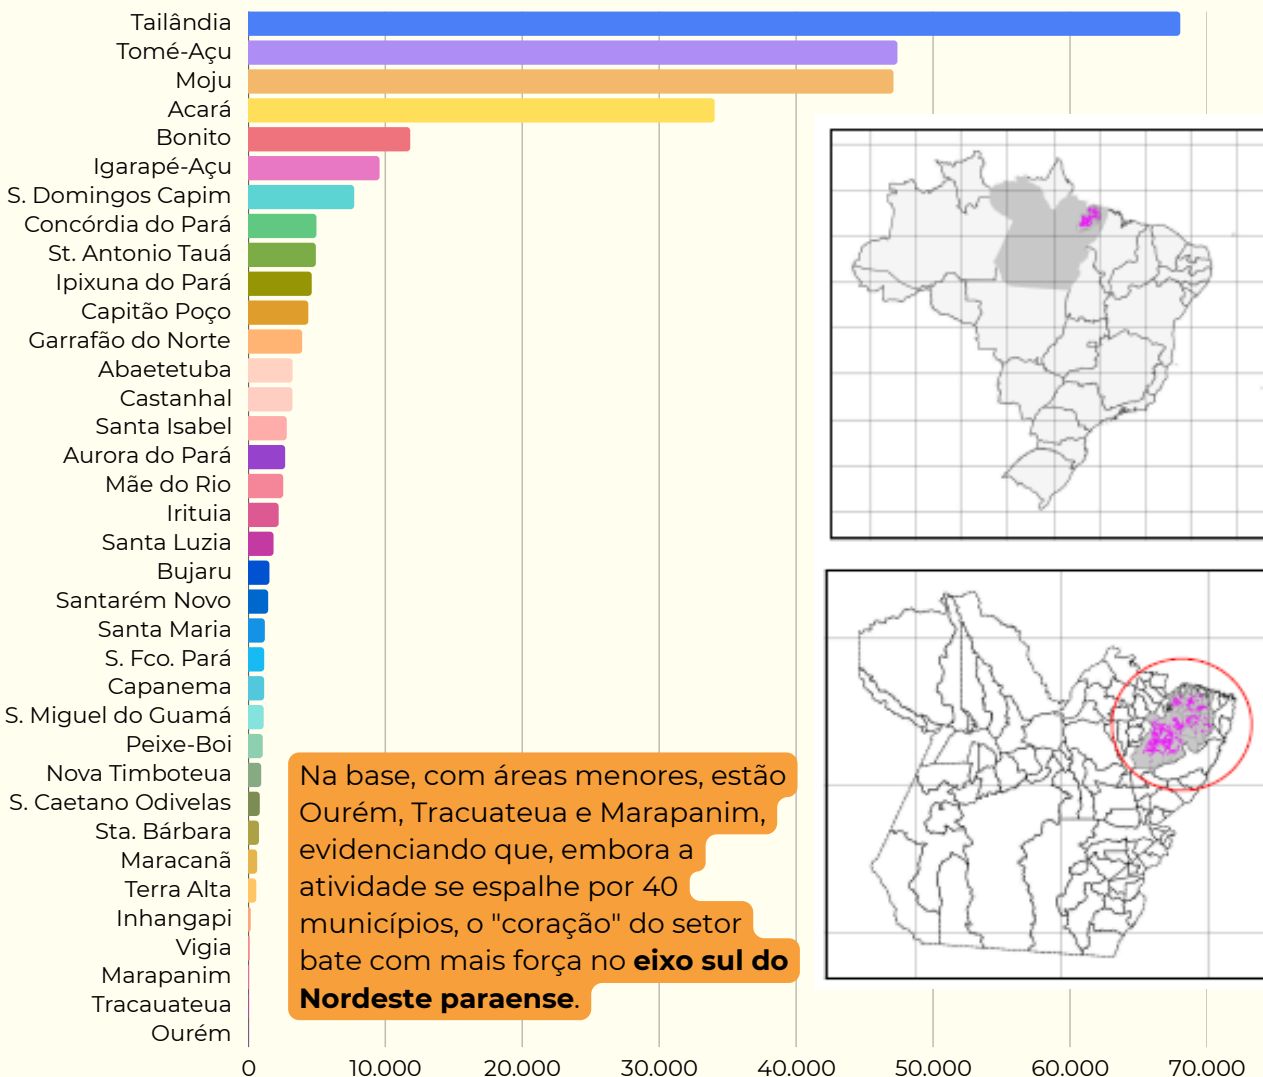 Tailândia
Tomé-Açu
Moju
Acará
Bonito
Igarapé-Açu
S. Domingos Capim
Concórdia do Pará
St. Antonio Tauá
Ipixuna do Pará
Capitão Poço
Garrafão do Norte
Abaetetuba
Castanhal
Santa Isabel
Aurora do Pará
Mãe do Rio
Irituia
Santa Luzia
Bujaru
Santarém Novo
Santa Maria
S. Fco. Pará
Capanema
S. Miguel do Guamá
Peixe-Boi
Nova Timboteua
S. Caetano Odivelas
Sta. Bárbara
Maracanã
Terra Alta
Inhangapi
Vigia
Marapanim
Tracauateua
Ourém
0 10.000 20.000 30.000 40.000 50.000 60.000 70.000
Na base, com áreas menores, estão
Ourém, Tracuateua e Marapanim,
evidenciando que, embora a
atividade se espalhe por 40
municípios, o "coração" do setor
bate com mais força no eixo sul do
Nordeste paraense.